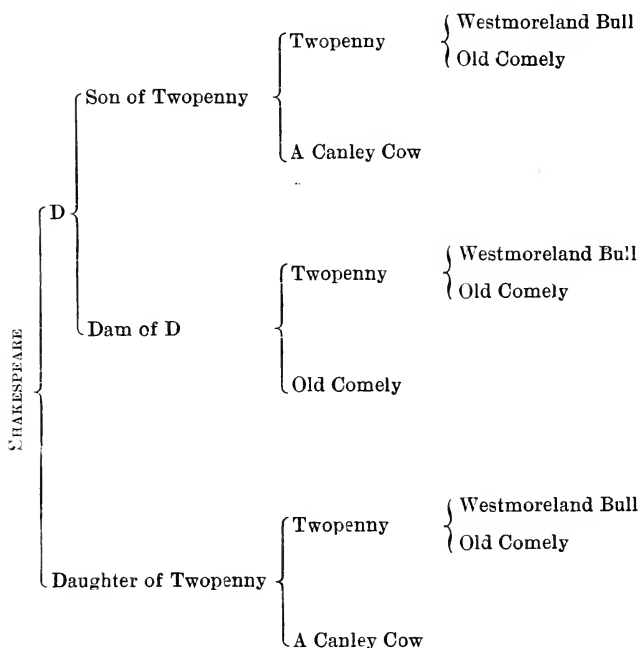 Westmoreland Bull
Twopenny
Old Comely
Son of Twopenny
A Canley Cow
D
Westmoreland Bull
Twopenny
Old Comely
Dam of D
Old Comely
SHAKESPEARE
Westmoreland Bull
Twopenny
Old Comely
Daughter of Twopenny
A Canley Cow